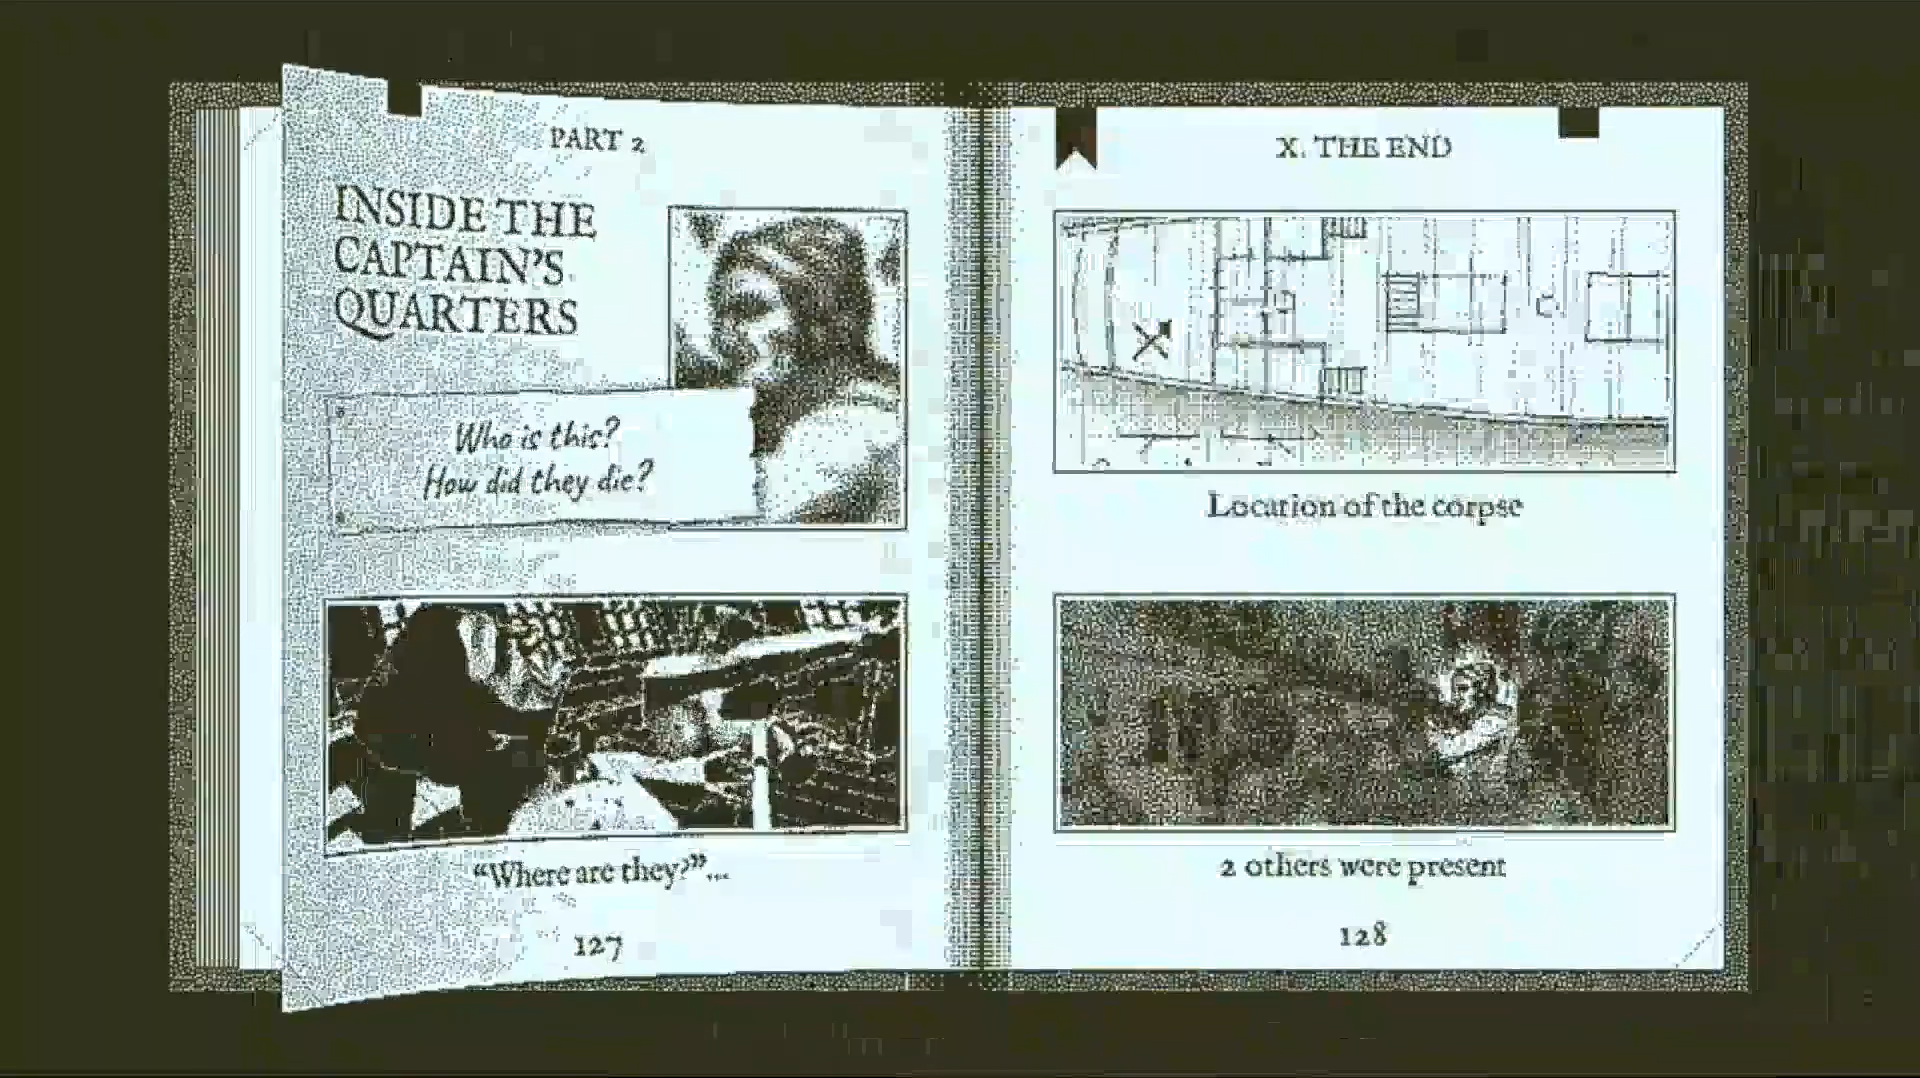 PART 2
INSIDE THE
CAPTAIN'S
QUARTERS
Who is this?
How did they die?
"Where are they?"...
127
X. THE END
Location of the corpse
2 others were present
128